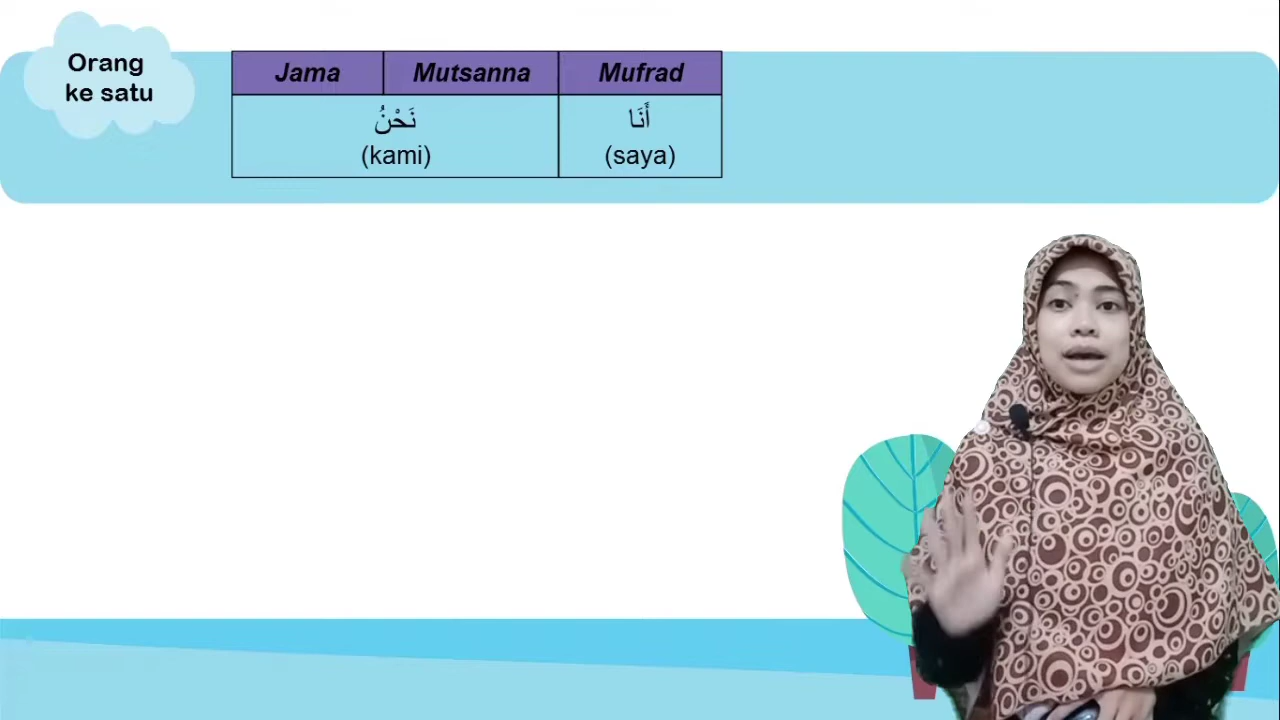 Orang
ke satu
Jama Mutsanna Mufrad
نَحْنُ أَنَا
(kami) (saya)